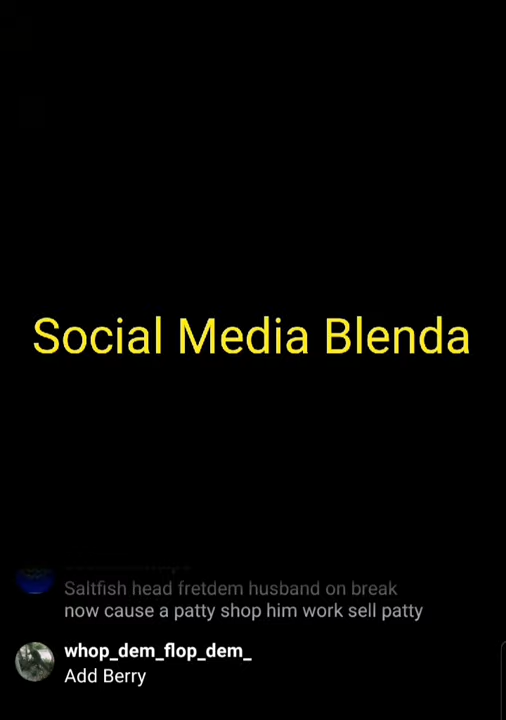 Social Media Blenda
Saltfish head fretdem husband on break
now cause a patty shop him work sell patty
whop_dem_flop_dem_
Add Berry